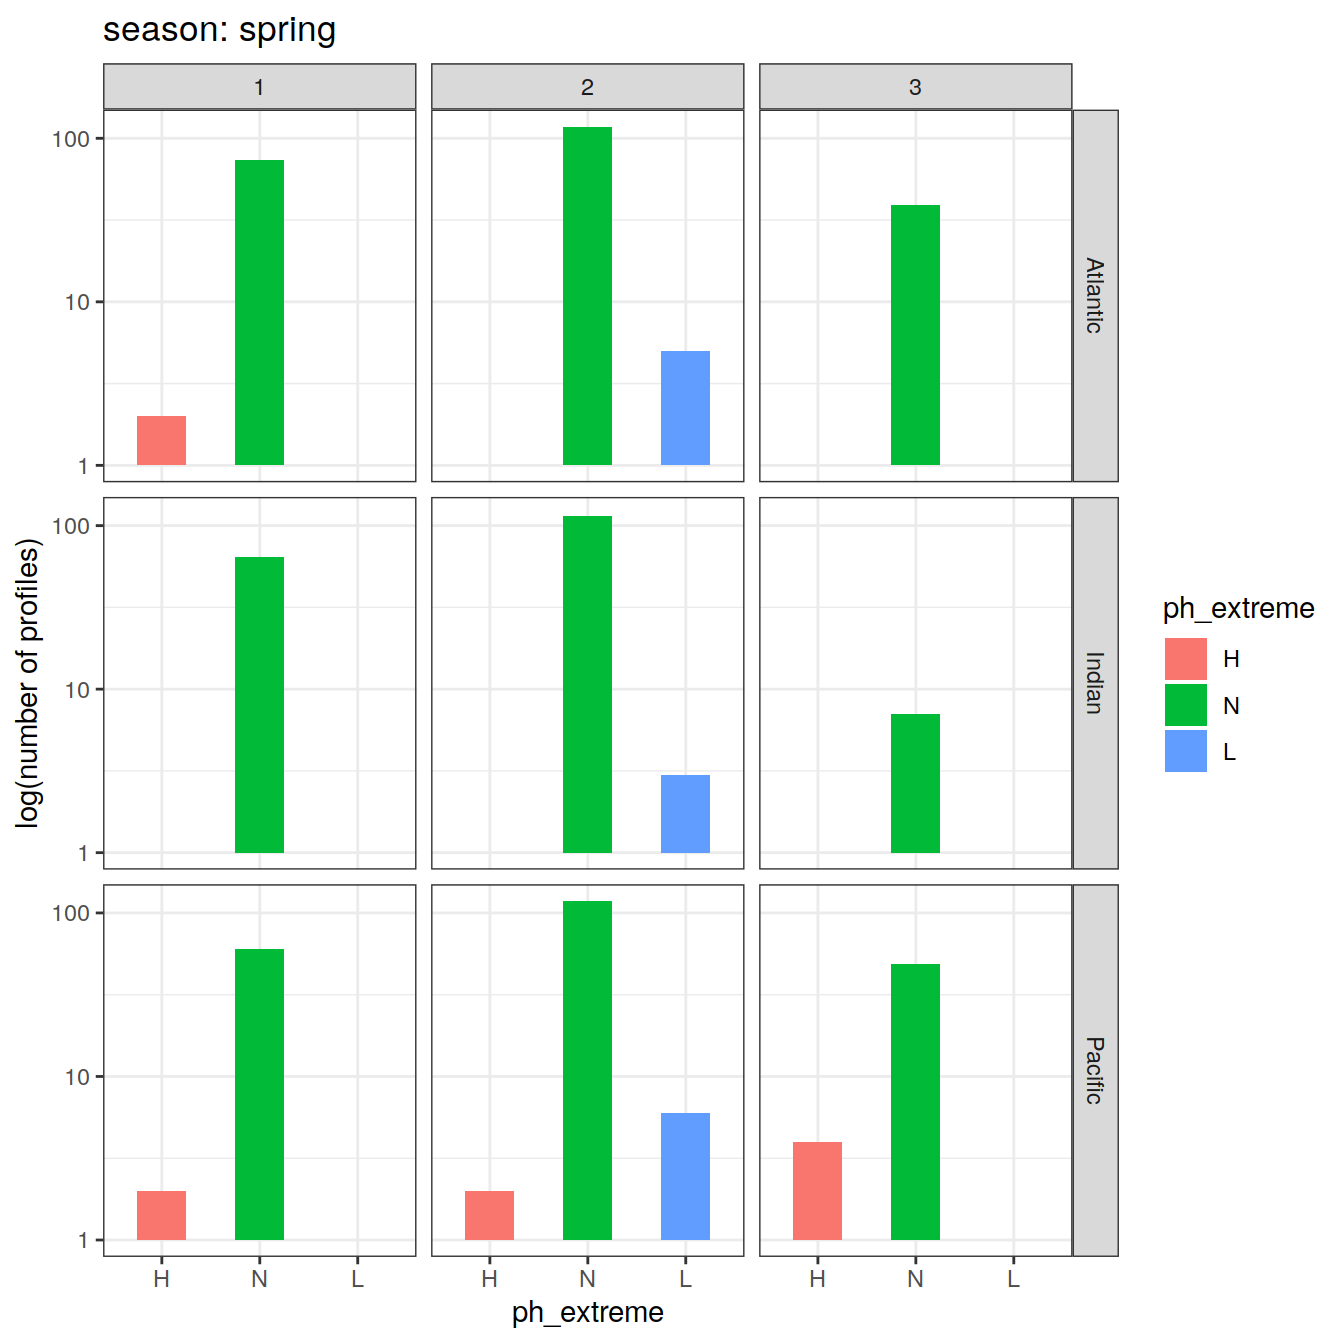 season: spring
1 2 3
100
10
1
Atlantic
100
10
1
Indian
100
10
1
Pacific
log(number of profiles)
H N L H N L H N L
ph_extreme
ph_extreme
H
N
L